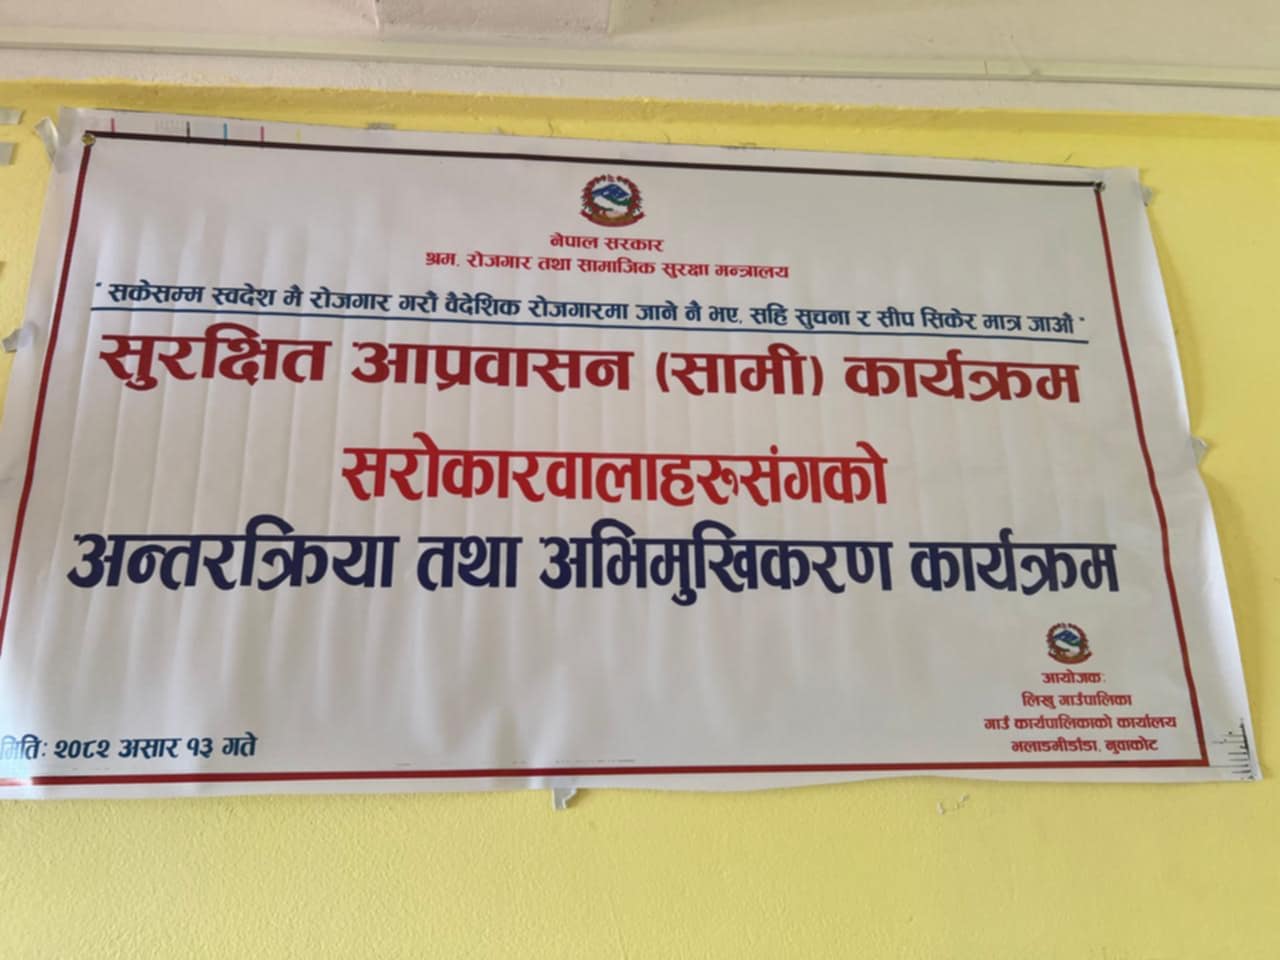 नेपाल सरकार
श्रम, रोजगार तथा सामाजिक सुरक्षा मन्त्रालय
"सकेसम्म स्वदेश मै रोजगार गरौं वैदेशिक रोजगारमा जाने नै भए, सहि सुचना र सीप सिकेर मात्र जाऔं"
सुरक्षित आप्रवासन (सामी) कार्यक्रम
सरोकारवालाहरुसंगको
अन्तरक्रिया तथा अभिमुखिकरण कार्यक्रम
आयोजक:
लिखु गाउँपालिका
गाउँ कार्यपालिकाको कार्यालय
नुवाकोट
मिति: २०८२ असार १३ गते